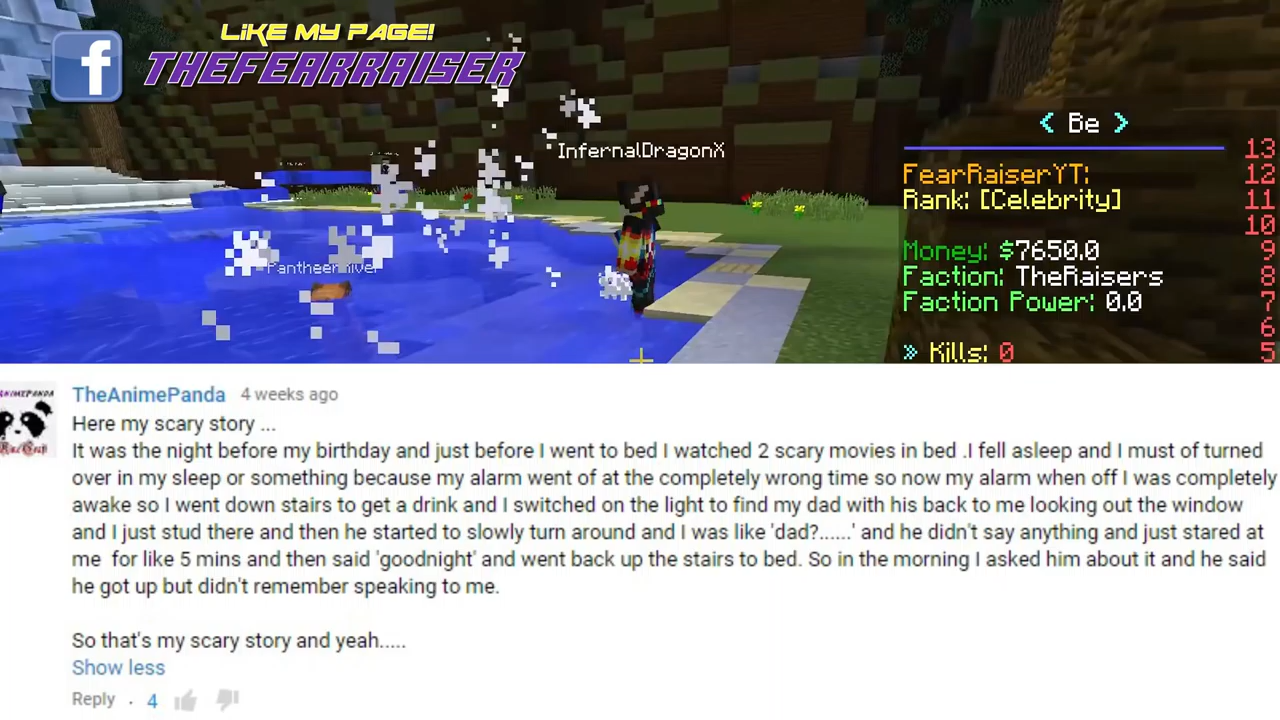 LIKE MY PAGE!
f THEFEARRAISER
InfernalDragonX
< Be >
13
FearRaiserYT: 12
Rank: [Celebrity] 11
10
Money: $7650.0 9
Faction: TheRaisers 8
Faction Power: 0.0 7
6
» Kills: 0 5
TheAnimePanda 4 weeks ago
Here my scary story ...
It was the night before my birthday and just before I went to bed I watched 2 scary movies in bed .I fell asleep and I must of turned
over in my sleep or something because my alarm went of at the completely wrong time so now my alarm when off I was completely
awake so I went down stairs to get a drink and I switched on the light to find my dad with his back to me looking out the window
and I just stud there and then he started to slowly turn around and I was like 'dad?......' and he didn't say anything and just stared at
me for like 5 mins and then said 'goodnight' and went back up the stairs to bed. So in the morning I asked him about it and he said
he got up but didn't remember speaking to me.
So that's my scary story and yeah.....
Show less
Reply . 4